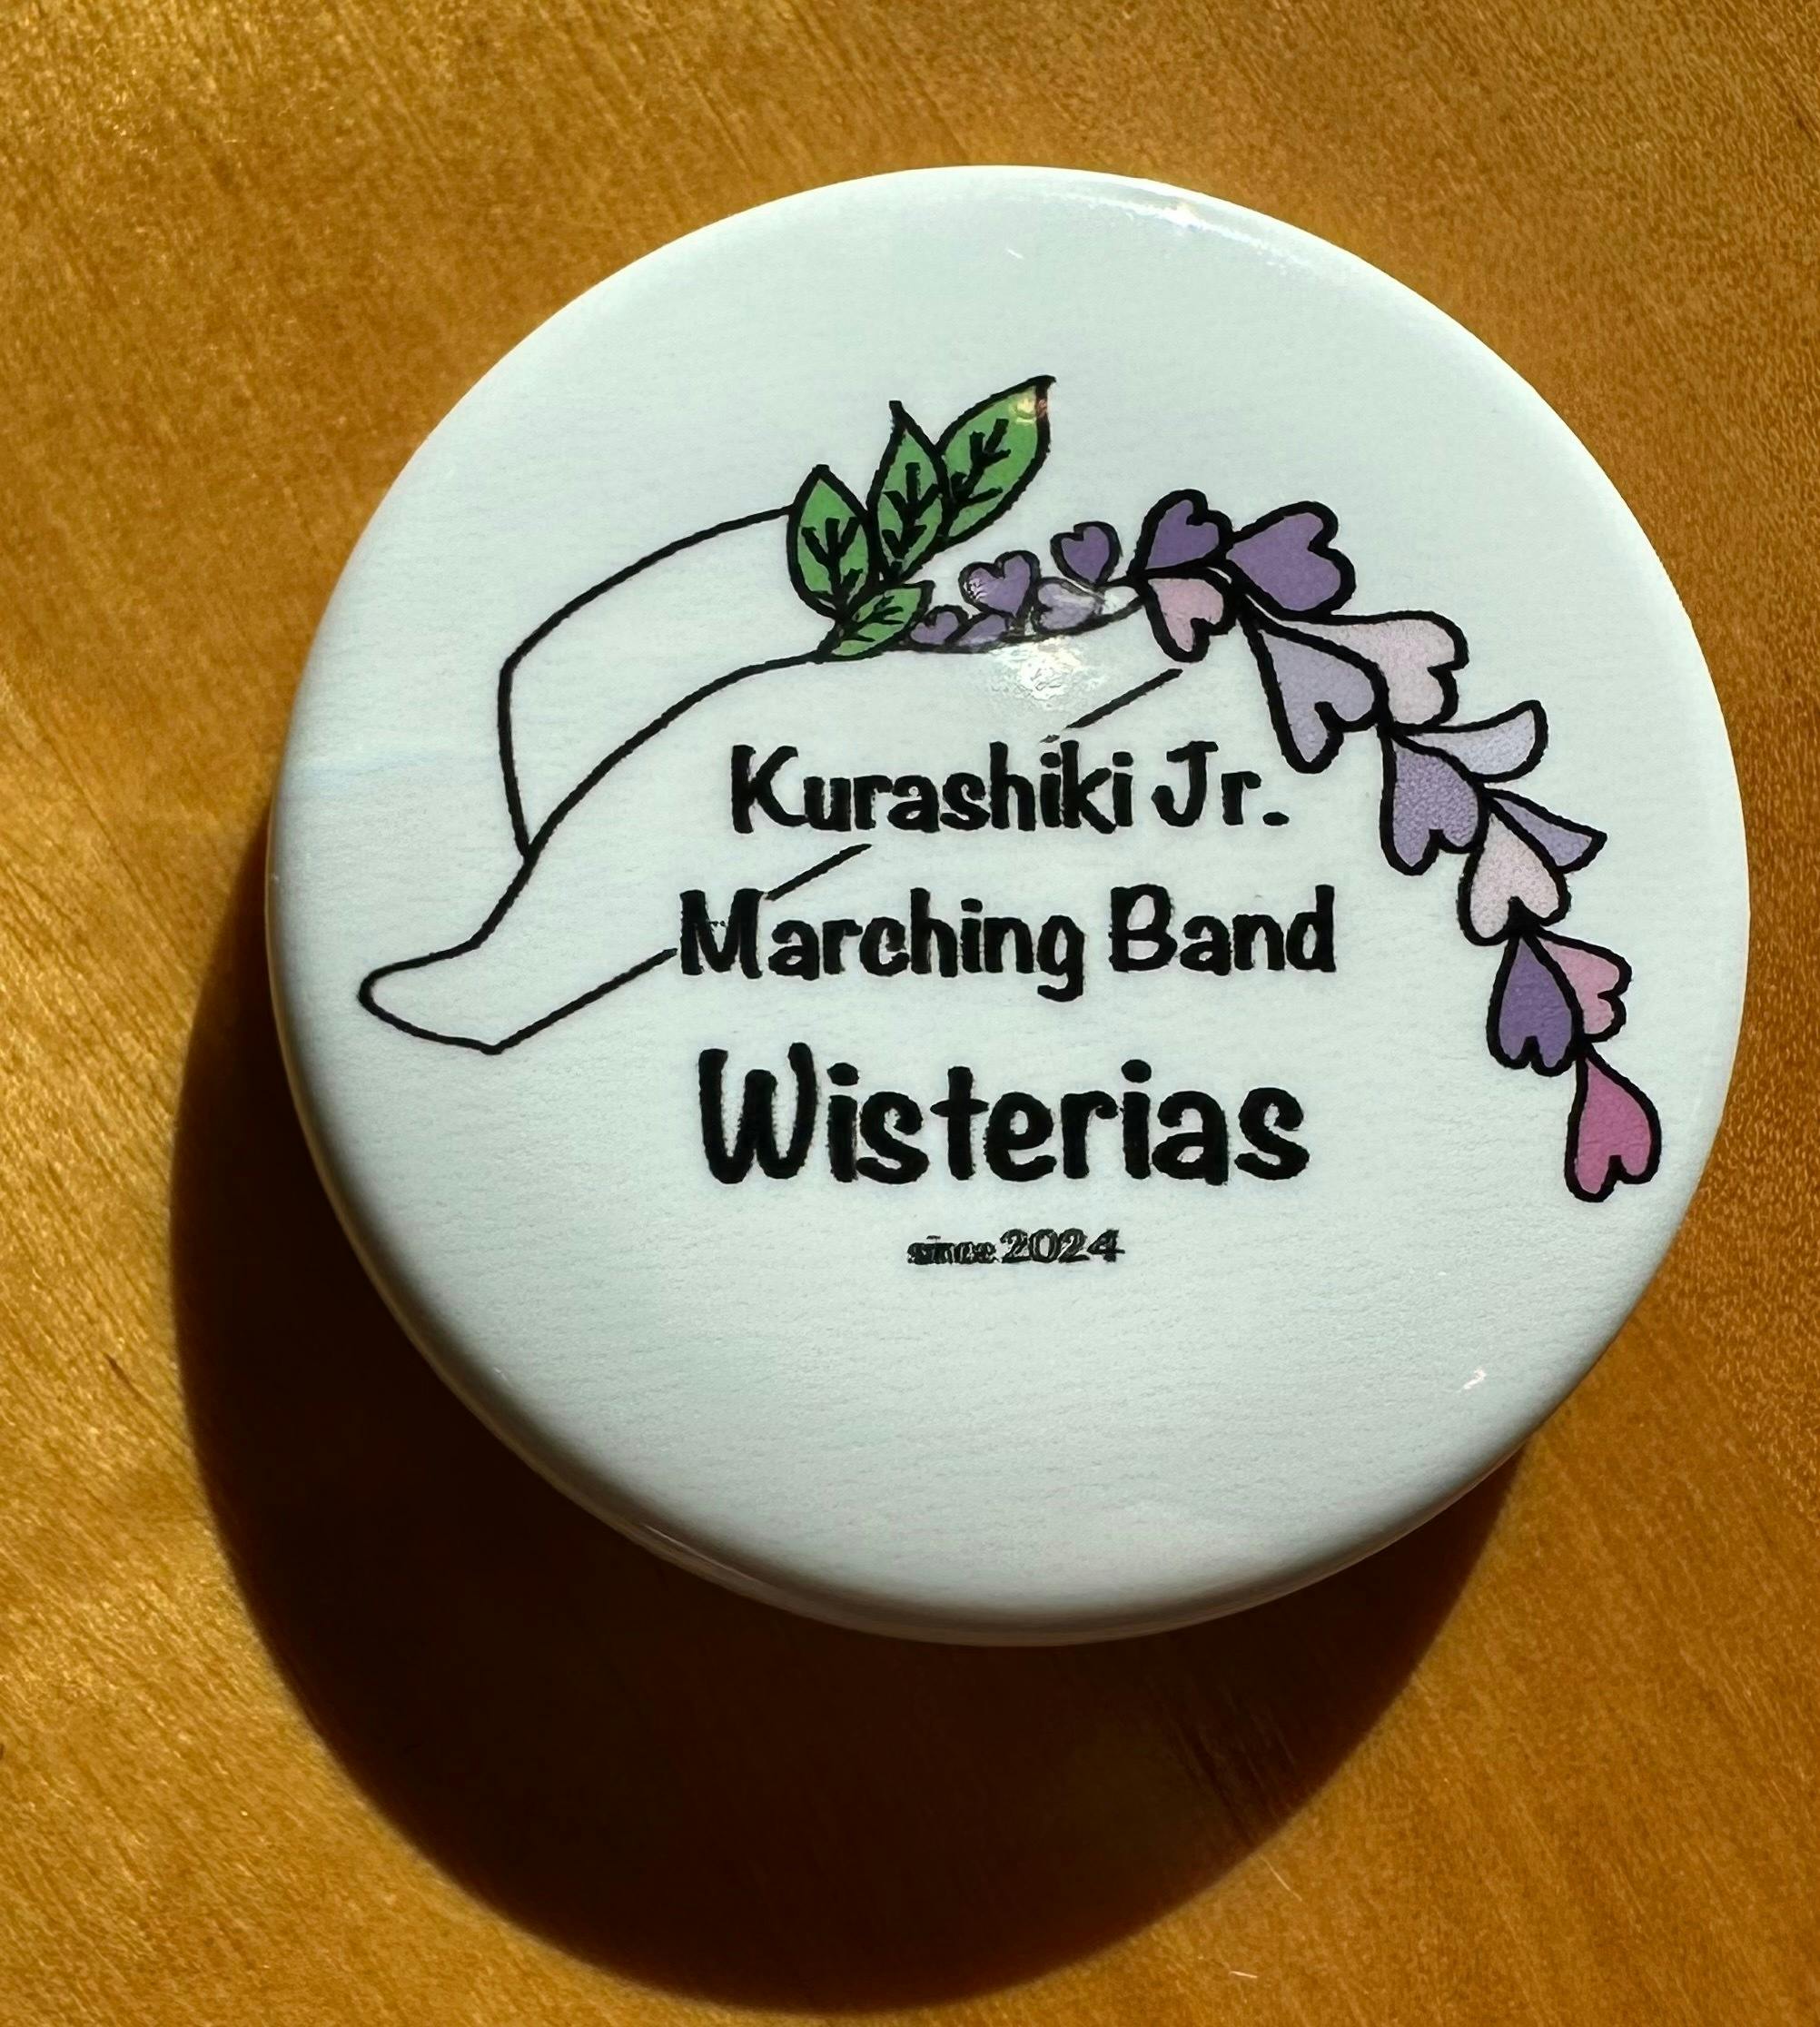 Kurashiki Jr.
Marching Band
Wisterias
since 2024